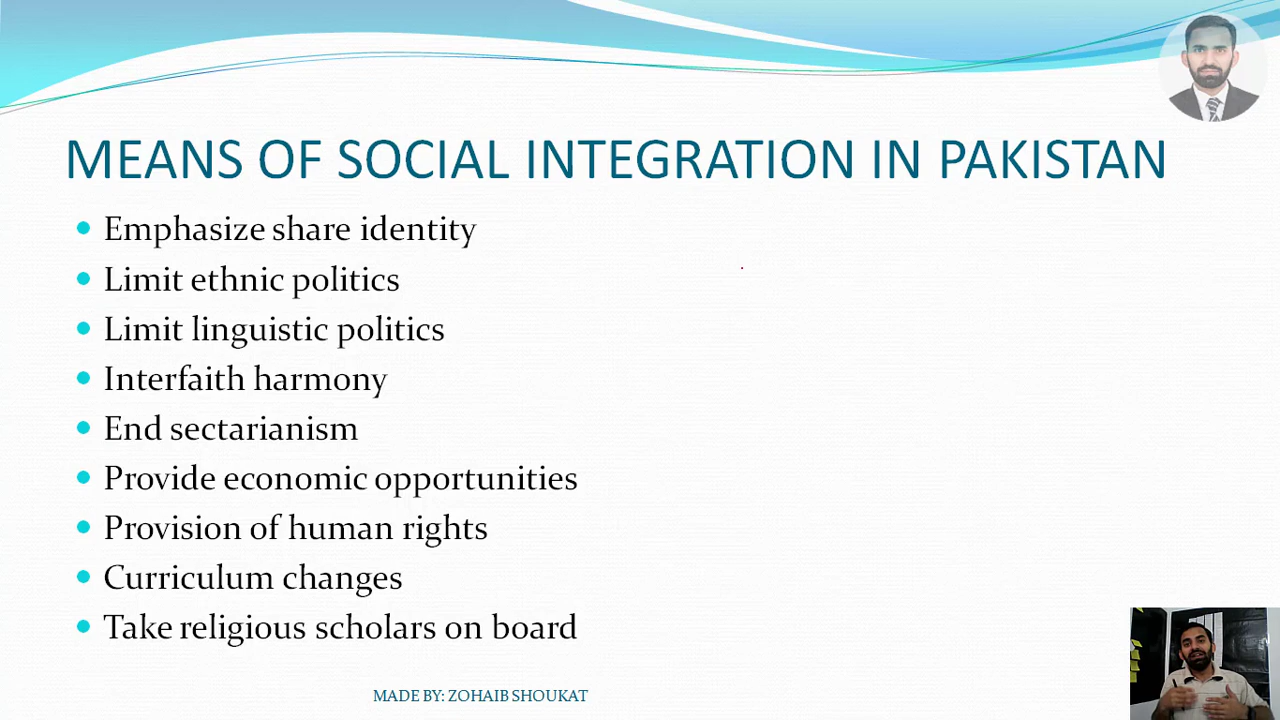 MEANS OF SOCIAL INTEGRATION IN PAKISTAN
Emphasize share identity
Limit ethnic politics
Limit linguistic politics
Interfaith harmony
End sectarianism
Provide economic opportunities
Provision of human rights
Curriculum changes
Take religious scholars on board
MADE BY: ZOHAIB SHOUKAT